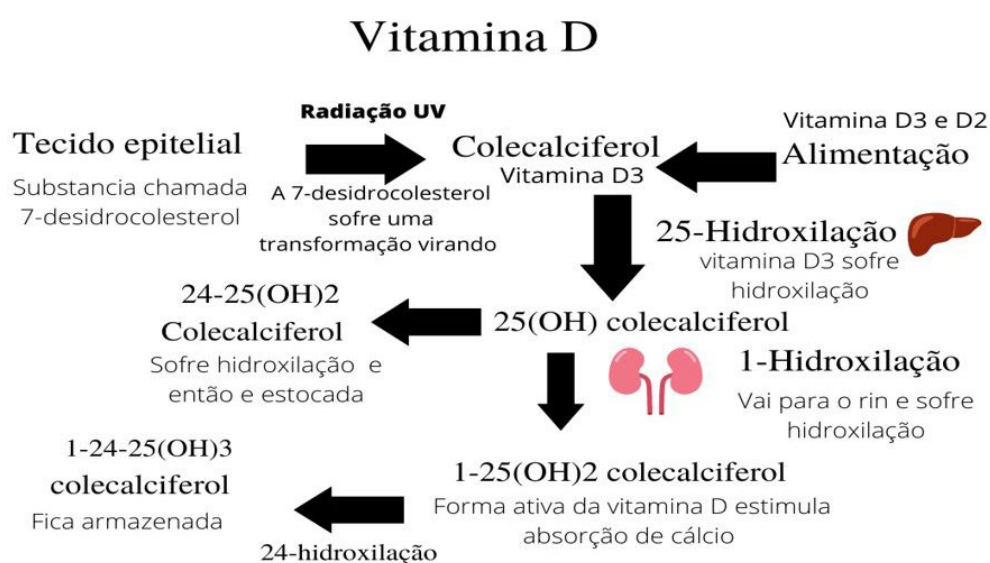 Vitamina D
Tecido epitelial
Substancia chamada
7-desidrocolesterol
Radiação UV
A 7-desidrocolesterol
sofre uma
transformação virando
Colecalciferol
Vitamina D3
Vitamina D3 e D2
Alimentação
25-Hidroxilação
vitamina D3 sofre
hidroxilação
25(OH) colecalciferol
24-25(OH)2
Colecalciferol
Sofre hidroxilação e
então e estocada
1-Hidroxilação
Vai para o rin e sofre
hidroxilação
1-25(OH)2 colecalciferol
Forma ativa da vitamina D estimula
absorção de cálcio
24-hidroxilação
1-24-25(OH)3
colecalciferol
Fica armazenada